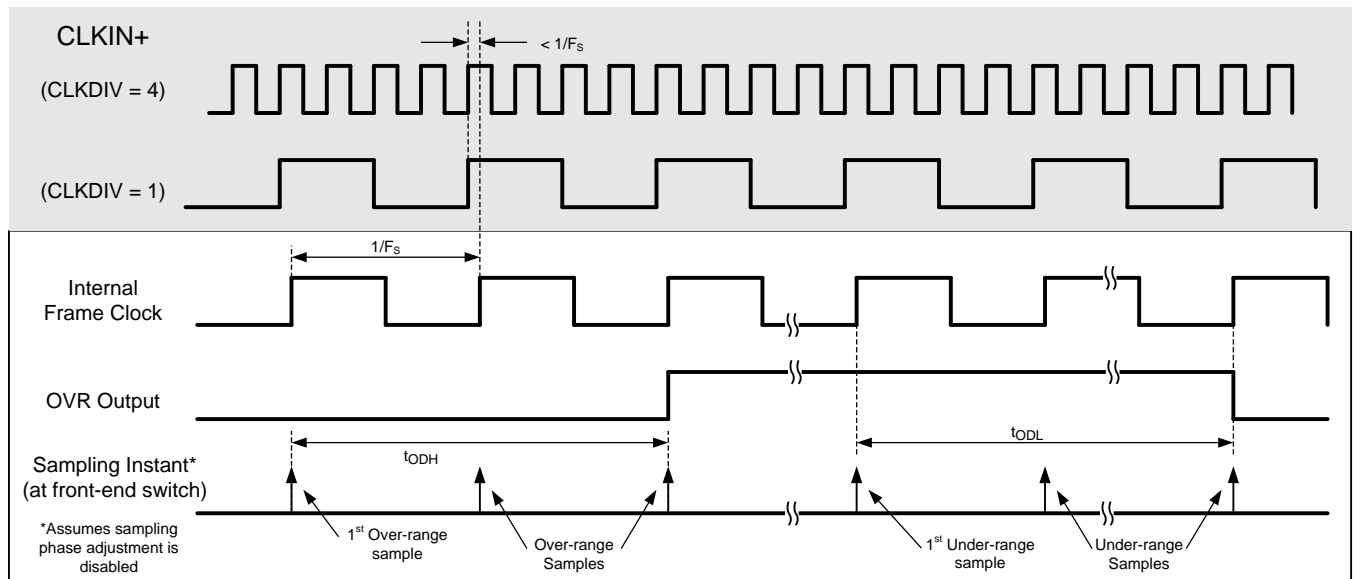 CLKIN+
< 1/FS
(CLKDIV = 4)
(CLKDIV = 1)
1/FS
Internal
Frame Clock
OVR Output
tODH
tODL
Sampling Instant*
(at front-end switch)
*Assumes sampling
phase adjustment is
disabled
1st Over-range
sample
Over-range
Samples
1st Under-range
sample
Under-range
Samples